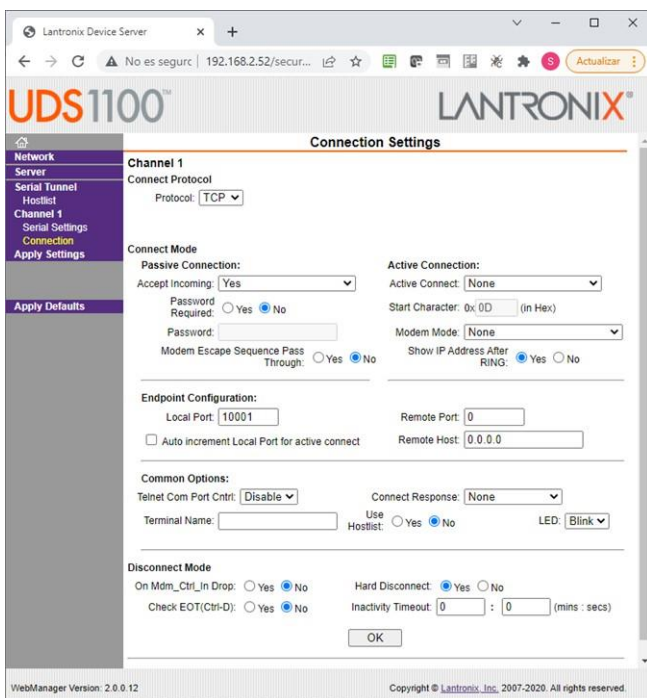 Lantronix Device Server
No es segurc 192.168.2.52/secur...
S
Actualizar
UDS1100™
LANTRONIX®
Connection Settings
Network
Server
Serial Tunnel
Hostlist
Channel 1
Serial Settings
Connection
Apply Settings
Apply Defaults
Channel 1
Connect Protocol
Protocol: TCP
Connect Mode
Passive Connection: Active Connection:
Accept Incoming: Yes Active Connect: None
Password Required: Yes No Start Character: 0x 0D (in Hex)
Password: Modem Mode: None
Modem Escape Sequence Pass Through: Yes No Show IP Address After RING: Yes No
Endpoint Configuration:
Local Port: 10001 Remote Port: 0
Auto increment Local Port for active connect Remote Host: 0.0.0.0
Common Options:
Telnet Com Port Cntrl: Disable Connect Response: None
Terminal Name: Use Hostlist: Yes No LED: Blink
Disconnect Mode
On Mdm_Ctrl_In Drop: Yes No Hard Disconnect: Yes No
Check EOT(Ctrl-D): Yes No Inactivity Timeout: 0 : 0 (mins : secs)
OK
WebManager Version: 2.0.0.12 Copyright © Lantronix, Inc. 2007-2020. All rights reserved.